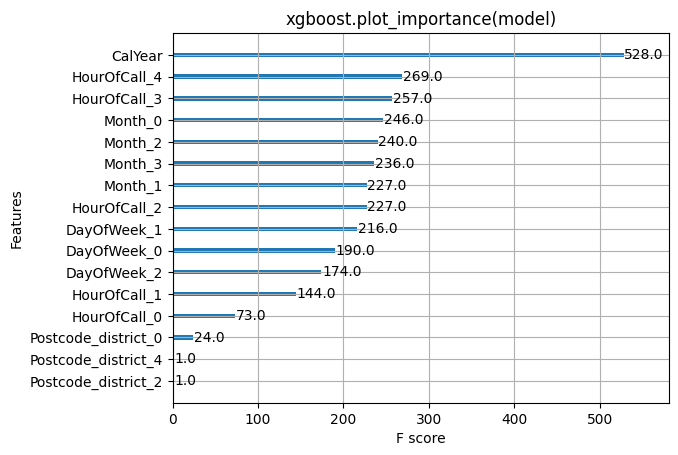 xgboost.plot_importance(model)
CalYear 528.0
HourOfCall_4 269.0
HourOfCall_3 257.0
Month_0 246.0
Month_2 240.0
Month_3 236.0
Month_1 227.0
HourOfCall_2 227.0
DayOfWeek_1 216.0
DayOfWeek_0 190.0
DayOfWeek_2 174.0
HourOfCall_1 144.0
HourOfCall_0 73.0
Postcode_district_0 24.0
Postcode_district_4 1.0
Postcode_district_2 1.0
Features
0 100 200 300 400 500
F score